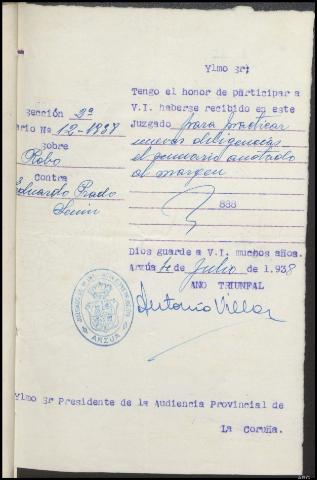 Ylmo Sr;
Tengo el honor de participar a
V.I. haberse recibido en este
Juzgado para practicar
nuevas diligencias
el sumario anotado
al margen
888
Dios guarde a V.I. muchos años.
Arzúa de Julio de 1.938
AÑO TRIUNFAL
Antonio Villar
Sección 2ª
ario Nº 12-1937
sobre
Robo
Contra
Eduardo Prado
ARZUA
Ylmo Sr Presidente de la Audiencia Provincial de
La Coruña.